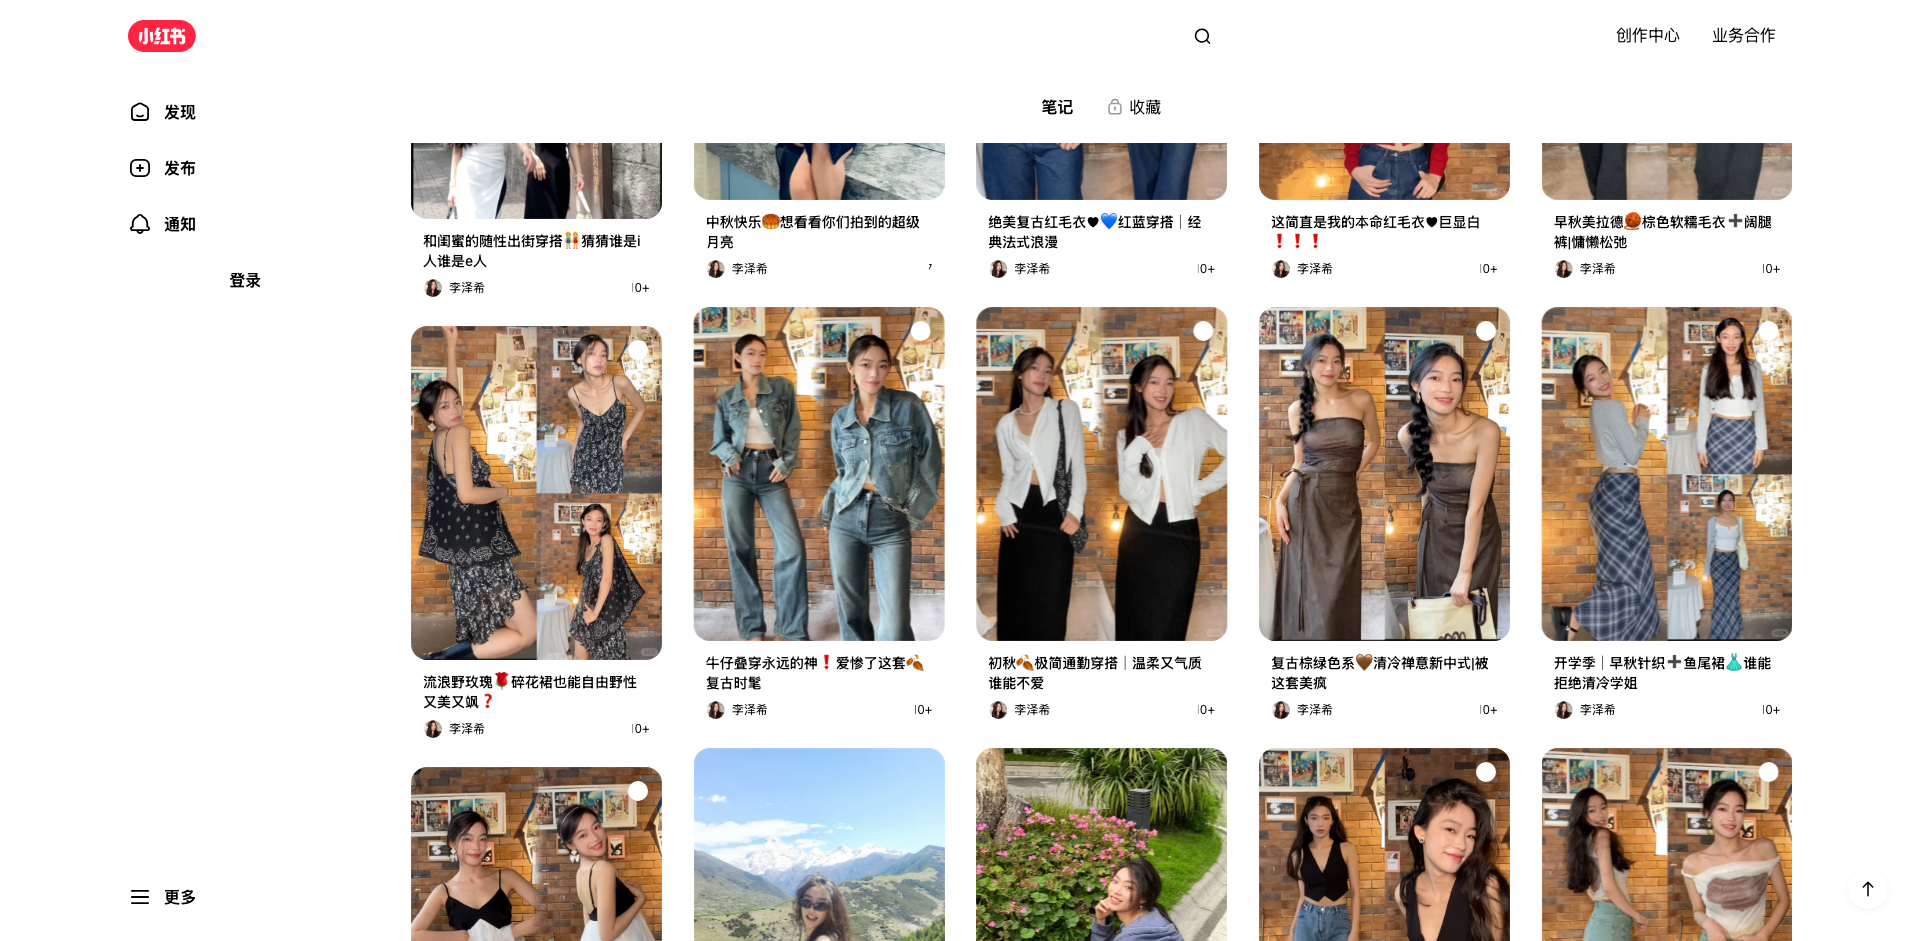 小红书
创作中心
业务合作
发现
发布
通知
登录
更多
笔记
收藏
和闺蜜的随性出街穿搭👭猜猜谁是i
人谁是e人
李泽希
10+
中秋快乐🥮想看看你们拍到的超级
月亮
李泽希
绝美复古红毛衣♥💙红蓝穿搭｜经
典法式浪漫
李泽希
10+
这简直是我的本命红毛衣♥巨显白
❗❗❗
李泽希
10+
早秋美拉德🧶棕色软糯毛衣➕阔腿
裤|慵懒松弛
李泽希
10+
流浪野玫瑰🌹碎花裙也能自由野性
又美又飒❓
李泽希
10+
牛仔叠穿永远的神❗爱惨了这套🍂
复古时髦
李泽希
10+
初秋🍂极简通勤穿搭｜温柔又气质
谁能不爱
李泽希
10+
复古棕绿色系🤎清冷禅意新中式|被
这套美疯
李泽希
10+
开学季｜早秋针织➕鱼尾裙👗谁能
拒绝清冷学姐
李泽希
10+